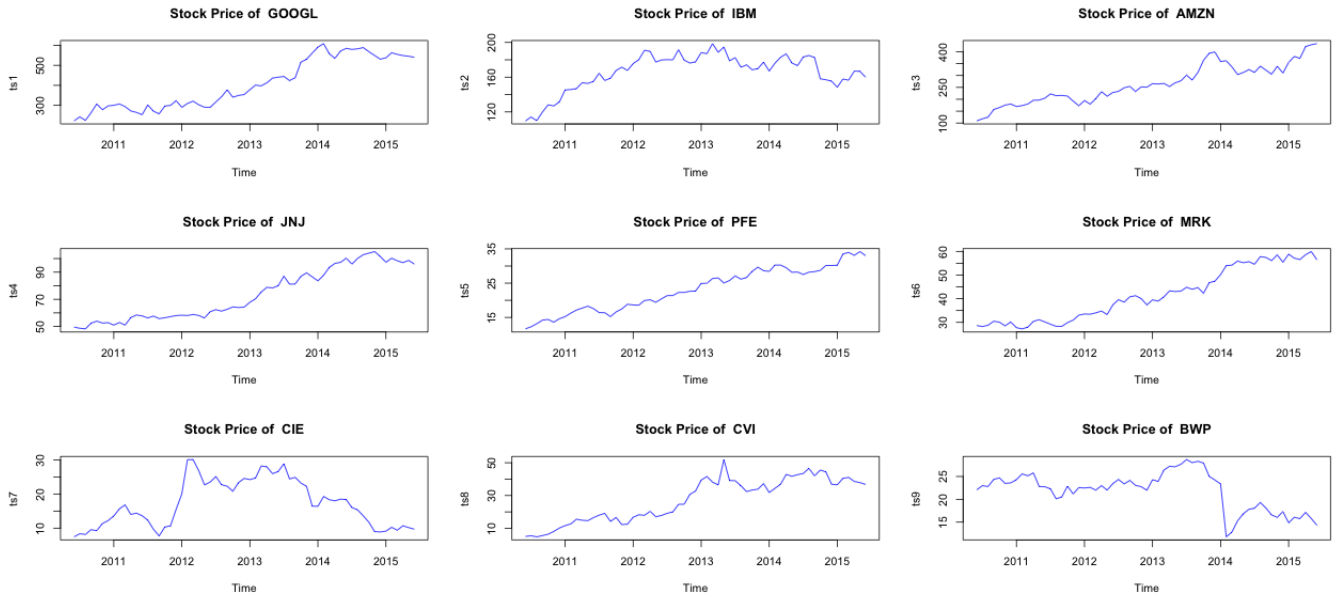 Stock Price of GOOGL
ts1
300
500
2011 2012 2013 2014 2015
Time
Stock Price of IBM
ts2
120
160
200
2011 2012 2013 2014 2015
Time
Stock Price of AMZN
ts3
100
250
400
2011 2012 2013 2014 2015
Time
Stock Price of JNJ
ts4
50
70
90
2011 2012 2013 2014 2015
Time
Stock Price of PFE
ts5
15
25
35
2011 2012 2013 2014 2015
Time
Stock Price of MRK
ts6
30
40
50
60
2011 2012 2013 2014 2015
Time
Stock Price of CIE
ts7
10
20
30
2011 2012 2013 2014 2015
Time
Stock Price of CVI
ts8
10
30
50
2011 2012 2013 2014 2015
Time
Stock Price of BWP
ts9
15
20
25
2011 2012 2013 2014 2015
Time